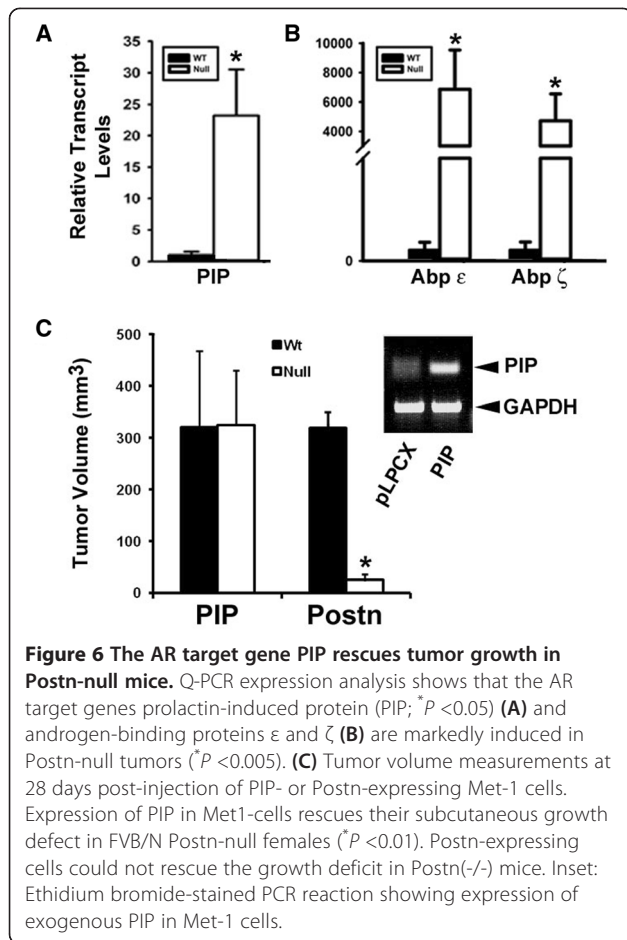 A
B
WT
Null
WT
Null
Relative Transcript
Levels
35
30
25
20
15
10
5
0
PIP
10000
8000
6000
4000
0
Abp ε
Abp ζ
*
*
*
C
Tumor Volume (mm³)
500
400
300
200
100
0
Wt
Null
PIP
Postn
*
PIP
GAPDH
pLPCX
PIP
Figure 6 The AR target gene PIP rescues tumor growth in
Postn-null mice. Q-PCR expression analysis shows that the AR
target genes prolactin-induced protein (PIP; *P <0.05) (A) and
androgen-binding proteins ε and ζ (B) are markedly induced in
Postn-null tumors (*P <0.005). (C) Tumor volume measurements at
28 days post-injection of PIP- or Postn-expressing Met-1 cells.
Expression of PIP in Met1-cells rescues their subcutaneous growth
defect in FVB/N Postn-null females (*P <0.01). Postn-expressing
cells could not rescue the growth deficit in Postn(-/-) mice. Inset:
Ethidium bromide-stained PCR reaction showing expression of
exogenous PIP in Met-1 cells.